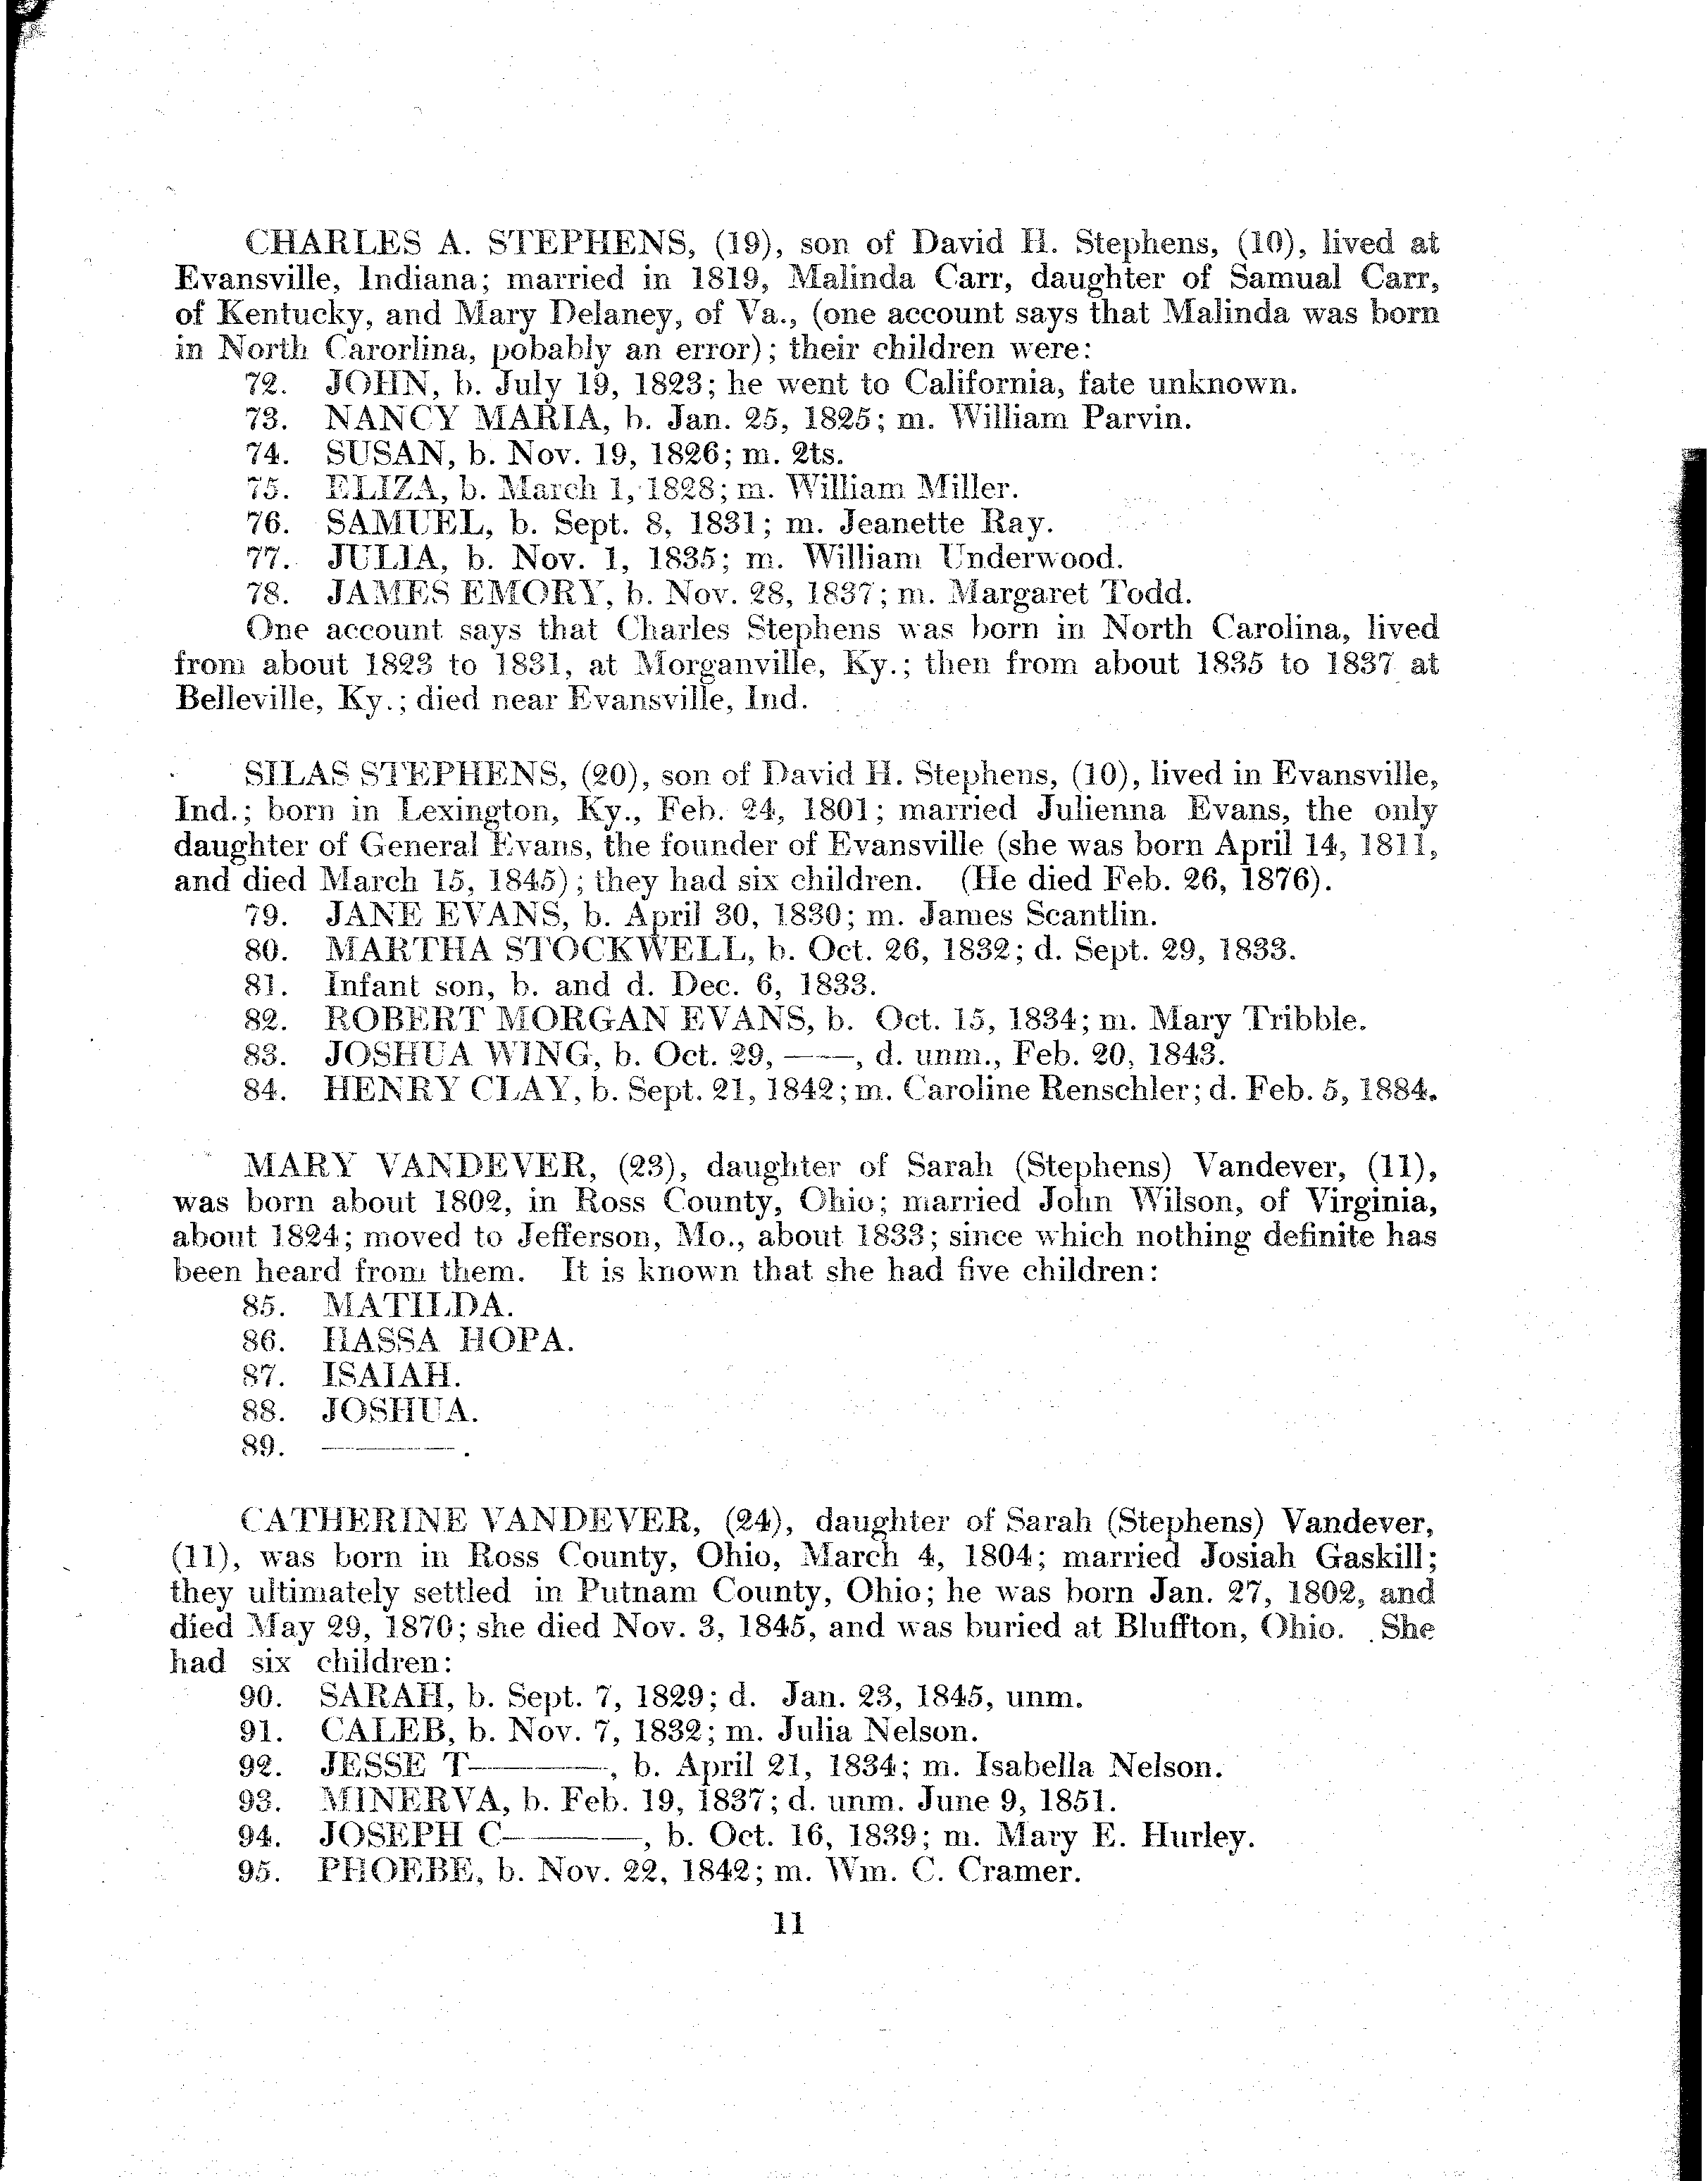 CHARLES A. STEPHENS, (19), son of David H. Stephens, (10), lived at
Evansville, Indiana; married in 1819, Malinda Carr, daughter of Samual Carr,
of Kentucky, and Mary Delaney, of Va., (one account says that Malinda was born
in North Carorlina, pobably an error); their children were:
72. JOHN, b. July 19, 1823; he went to California, fate unknown.
73. NANCY MARIA, b. Jan. 25, 1825; m. William Parvin.
74. SUSAN, b. Nov. 19, 1826; m. 2ts.
75. ELIZA, b. March 1, 1828; m. William Miller.
76. SAMUEL, b. Sept. 8, 1831; m. Jeanette Ray.
77. JULIA, b. Nov. 1, 1835; m. William Underwood.
78. JAMES EMORY, b. Nov. 28, 1837; m. Margaret Todd.
One account says that Charles Stephens was born in North Carolina, lived
from about 1823 to 1831, at Morganville, Ky.; then from about 1835 to 1837 at
Belleville, Ky.; died near Evansville, Ind.
SILAS STEPHENS, (20), son of David H. Stephens, (10), lived in Evansville,
Ind.; born in Lexington, Ky., Feb. 24, 1801; married Julienna Evans, the only
daughter of General Evans, the founder of Evansville (she was born April 14, 1811,
and died March 15, 1845); they had six children. (He died Feb. 26, 1876).
79. JANE EVANS, b. April 30, 1830; m. James Scantlin.
80. MARTHA STOCKWELL, b. Oct. 26, 1832; d. Sept. 29, 1833.
81. Infant son, b. and d. Dec. 6, 1833.
82. ROBERT MORGAN EVANS, b. Oct. 15, 1834; m. Mary Tribble.
83. JOSHUA WING, b. Oct. 29, ——, d. unm., Feb. 20, 1843.
84. HENRY CLAY, b. Sept. 21, 1842; m. Caroline Renschler; d. Feb. 5, 1884.
MARY VANDEVER, (23), daughter of Sarah (Stephens) Vandever, (11),
was born about 1802, in Ross County, Ohio; married John Wilson, of Virginia,
about 1824; moved to Jefferson, Mo., about 1833; since which nothing definite has
been heard from them. It is known that she had five children:
85. MATILDA.
86. HASSA HOPA.
87. ISAIAH.
88. JOSHUA.
89. ————.
CATHERINE VANDEVER, (24), daughter of Sarah (Stephens) Vandever,
(11), was born in Ross County, Ohio, March 4, 1804; married Josiah Gaskill;
they ultimately settled in Putnam County, Ohio; he was born Jan. 27, 1802, and
died May 29, 1870; she died Nov. 3, 1845, and was buried at Bluffton, Ohio. She
had six children:
90. SARAH, b. Sept. 7, 1829; d. Jan. 23, 1845, unm.
91. CALEB, b. Nov. 7, 1832; m. Julia Nelson.
92. JESSE T————, b. April 21, 1834; m. Isabella Nelson.
93. MINERVA, b. Feb. 19, 1837; d. unm. June 9, 1851.
94. JOSEPH C————, b. Oct. 16, 1839; m. Mary E. Hurley.
95. PHOEBE, b. Nov. 22, 1842; m. Wm. C. Cramer.
11